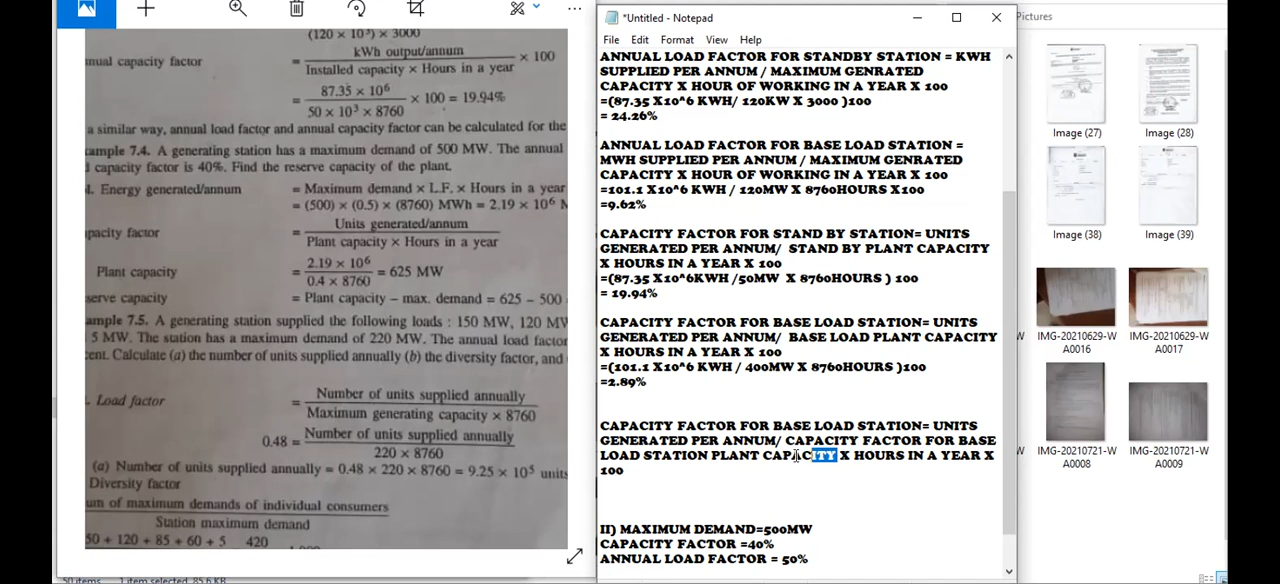 (120 × 10³) × 3000
nnual capacity factor = kWh output/annum / Installed capacity × Hours in a year × 100
= 87.35 × 10⁶ / 50 × 10³ × 8760 × 100 = 19.94%
a similar way, annual load factor and annual capacity factor can be calculated for the
ample 7.4. A generating station has a maximum demand of 500 MW. The annual
d capacity factor is 40%. Find the reserve capacity of the plant.
l. Energy generated/annum = Maximum demand × L.F. × Hours in a year
= (500) × (0.5) × (8760) MWh = 2.19 × 10⁶ M
pacity factor = Units generated/annum / Plant capacity × Hours in a year
Plant capacity = 2.19 × 10⁶ / 0.4 × 8760 = 625 MW
serve capacity = Plant capacity – max. demand = 625 – 500
ample 7.5. A generating station supplied the following loads : 150 MW, 120 MW
5 MW. The station has a maximum demand of 220 MW. The annual load factor
cent. Calculate (a) the number of units supplied annually (b) the diversity factor, and
. Load factor = Number of units supplied annually / Maximum generating capacity × 8760
0.48 = Number of units supplied annually / 220 × 8760
(a) Number of units supplied annually = 0.48 × 220 × 8760 = 9.25 × 10⁵ units
Diversity factor
um of maximum demands of individual consumers
Station maximum demand
50 + 120 + 85 + 60 + 5 420
50 items 1 item selected 85.6 KB
*Untitled - Notepad
File Edit Format View Help
ANNUAL LOAD FACTOR FOR STANDBY STATION = KWH
SUPPLIED PER ANNUM / MAXIMUM GENRATED
CAPACITY X HOUR OF WORKING IN A YEAR X 100
=(87.35 X10^6 KWH/ 120KW X 3000 )100
= 24.26%
ANNUAL LOAD FACTOR FOR BASE LOAD STATION =
MWH SUPPLIED PER ANNUM / MAXIMUM GENRATED
CAPACITY X HOUR OF WORKING IN A YEAR X 100
=101.1 X10^6 KWH / 120MW X 8760HOURS X100
=9.62%
CAPACITY FACTOR FOR STAND BY STATION= UNITS
GENERATED PER ANNUM/ STAND BY PLANT CAPACITY
X HOURS IN A YEAR X 100
=(87.35 X10^6KWH /50MW X 8760HOURS ) 100
= 19.94%
CAPACITY FACTOR FOR BASE LOAD STATION= UNITS
GENERATED PER ANNUM/ BASE LOAD PLANT CAPACITY
X HOURS IN A YEAR X 100
=(101.1 X10^6 KWH / 400MW X 8760HOURS )100
=2.89%
CAPACITY FACTOR FOR BASE LOAD STATION= UNITS
GENERATED PER ANNUM/ CAPACITY FACTOR FOR BASE
LOAD STATION PLANT CAPACITY X HOURS IN A YEAR X
100
II) MAXIMUM DEMAND=500MW
CAPACITY FACTOR =40%
ANNUAL LOAD FACTOR = 50%
Pictures
Image (27) Image (28)
Image (38) Image (39)
W IMG-20210629-W IMG-20210629-W
A0016 A0017
W IMG-20210721-W IMG-20210721-W
A0008 A0009